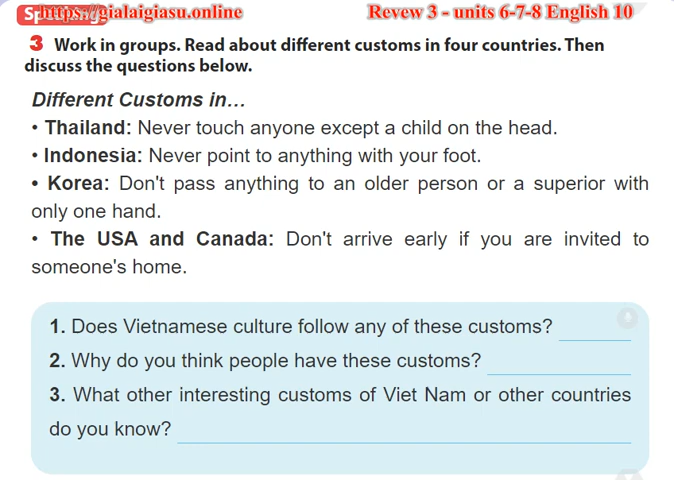 https://gialaigiasu.online Revew 3 - units 6-7-8 English 10
3 Work in groups. Read about different customs in four countries. Then
discuss the questions below.
Different Customs in...
• Thailand: Never touch anyone except a child on the head.
• Indonesia: Never point to anything with your foot.
• Korea: Don't pass anything to an older person or a superior with
only one hand.
• The USA and Canada: Don't arrive early if you are invited to
someone's home.
1. Does Vietnamese culture follow any of these customs?
2. Why do you think people have these customs?
3. What other interesting customs of Viet Nam or other countries
do you know?